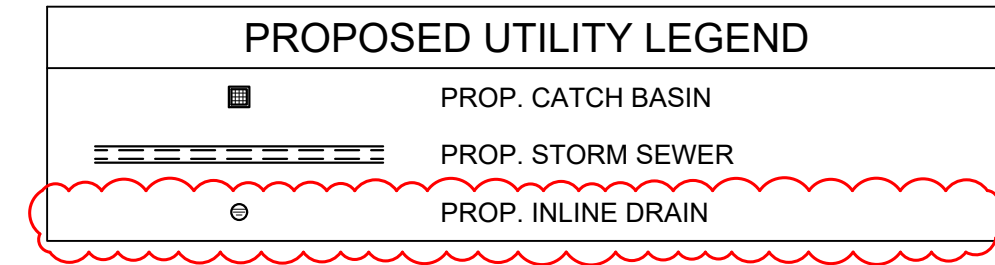 PROPOSED UTILITY LEGEND
PROP. CATCH BASIN
PROP. STORM SEWER
PROP. INLINE DRAIN